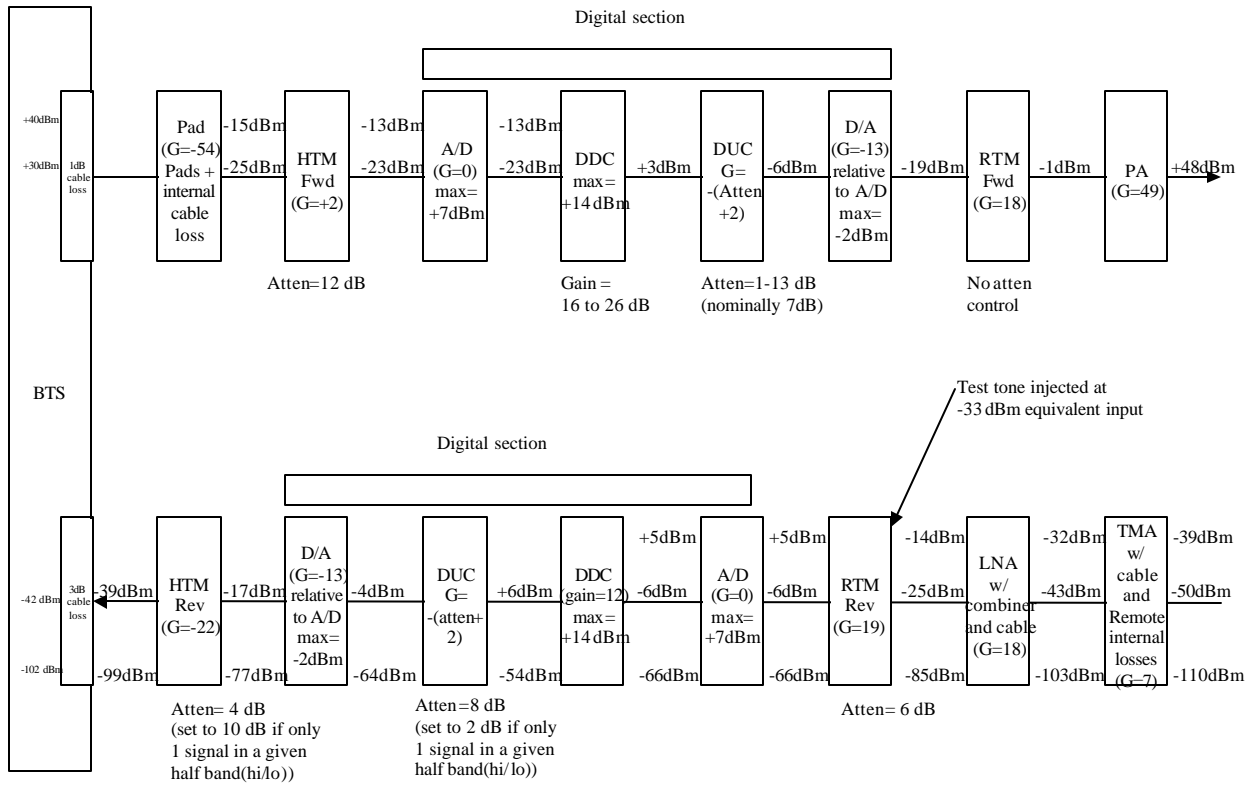 Digital section
+40dBm
+30dBm
1dB
cable
loss
Pad
(G=-54)
Pads +
internal
cable
loss
-15dBm
-25dBm
HTM
Fwd
(G=+2)
-13dBm
-23dBm
A/D
(G=0)
max=
+7dBm
-13dBm
-23dBm
DDC
max=
+14dBm
+3dBm
DUC
G=
-(Atten
+2)
-6dBm
D/A
(G=-13)
relative
to A/D
max=
-2dBm
-19dBm
RTM
Fwd
(G=18)
-1dBm
PA
(G=49)
+48dBm
Atten=12 dB
Gain =
16 to 26 dB
Atten=1-13 dB
(nominally 7dB)
No atten
control
BTS
Test tone injected at
-33 dBm equivalent input
Digital section
-42 dBm
-102 dBm
3dB
cable
loss
-39dBm
-99dBm
HTM
Rev
(G=-22)
-17dBm
-77dBm
D/A
(G=-13)
relative
to A/D
max=
-2dBm
-4dBm
-64dBm
DUC
G=
-(atten+
2)
+6dBm
-54dBm
DDC
(gain=12)
max=
+14dBm
+5dBm
-6dBm
-66dBm
A/D
(G=0)
max=
+7dBm
+5dBm
-6dBm
-66dBm
RTM
Rev
(G=19)
-14dBm
-25dBm
-85dBm
LNA
w/
combiner
and cable
(G=18)
-32dBm
-43dBm
-103dBm
TMA
w/
cable
and
Remote
internal
losses
(G=7)
-39dBm
-50dBm
-110dBm
Atten= 4 dB
(set to 10 dB if only
1 signal in a given
half band(hi/lo))
Atten=8 dB
(set to 2 dB if only
1 signal in a given
half band(hi/lo))
Atten= 6 dB